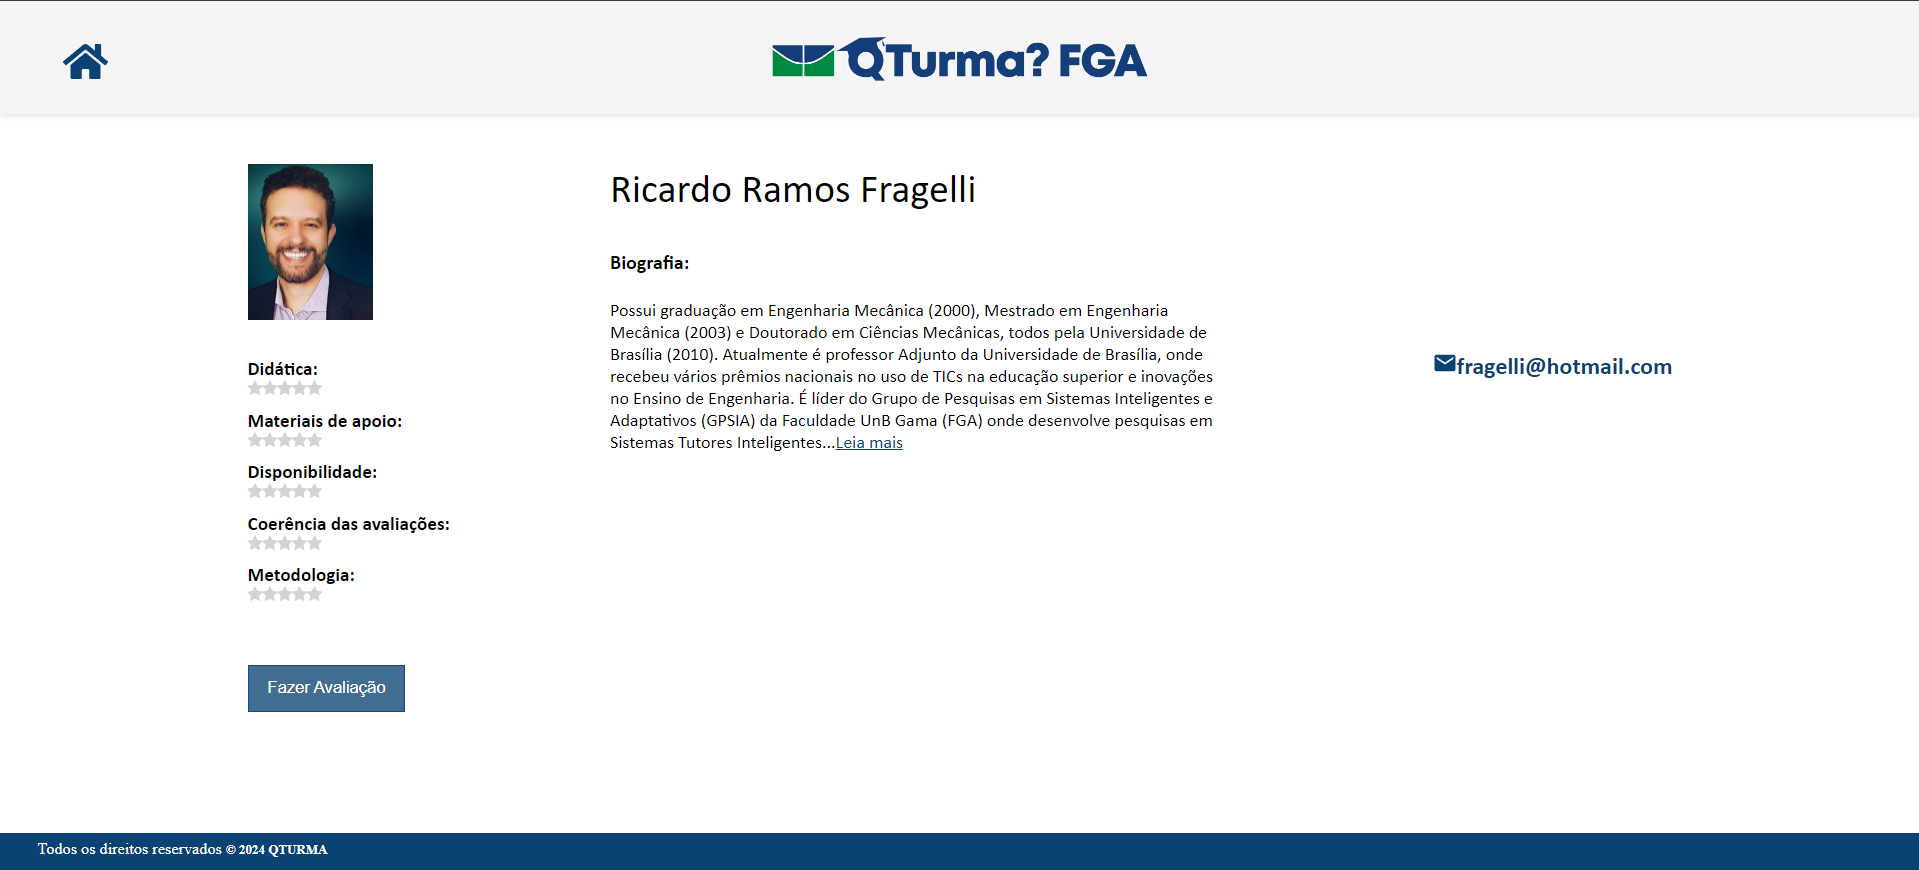 QTurma? FGA
Ricardo Ramos Fragelli
Biografia:
Possui graduação em Engenharia Mecânica (2000), Mestrado em Engenharia
Mecânica (2003) e Doutorado em Ciências Mecânicas, todos pela Universidade de
Brasília (2010). Atualmente é professor Adjunto da Universidade de Brasília, onde
recebeu vários prêmios nacionais no uso de TICs na educação superior e inovações
no Ensino de Engenharia. É líder do Grupo de Pesquisas em Sistemas Inteligentes e
Adaptativos (GPSIA) da Faculdade UnB Gama (FGA) onde desenvolve pesquisas em
Sistemas Tutores Inteligentes...Leia mais
fragelli@hotmail.com
Didática:
Materiais de apoio:
Disponibilidade:
Coerência das avaliações:
Metodologia:
Fazer Avaliação
Todos os direitos reservados © 2024 QTURMA